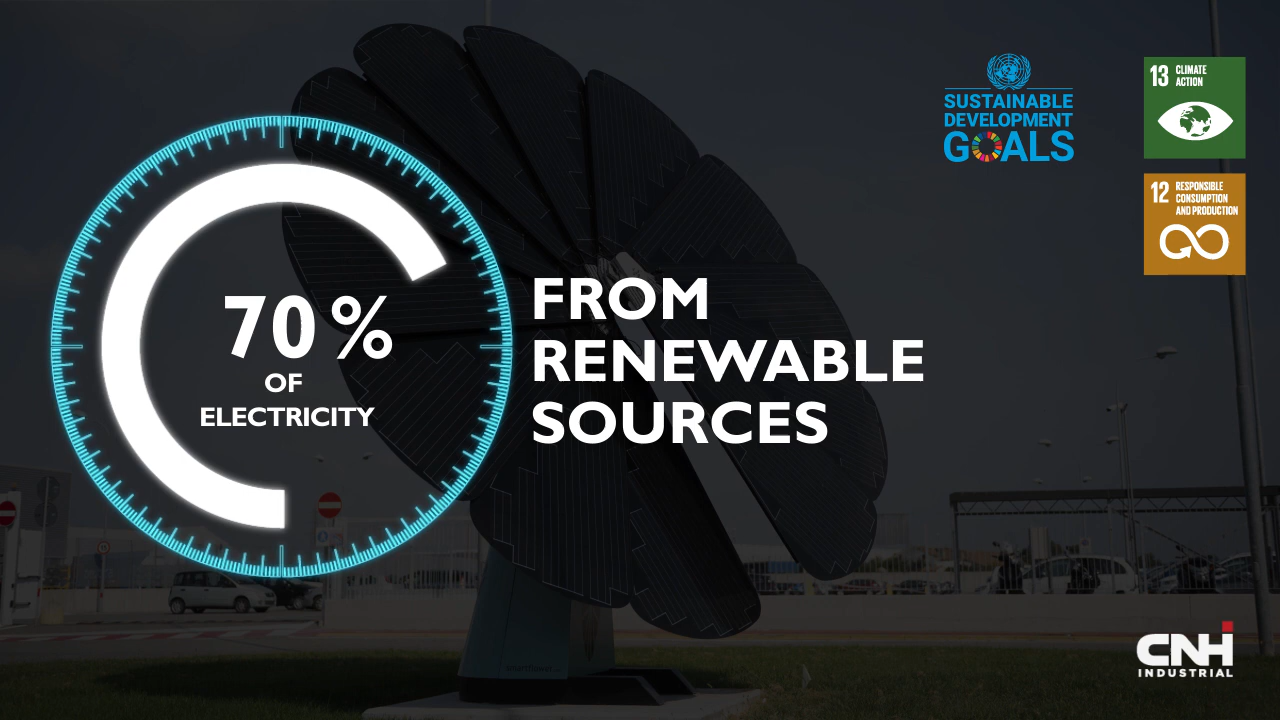 SUSTAINABLE
DEVELOPMENT
GOALS
13 CLIMATE
ACTION
12 RESPONSIBLE
CONSUMPTION
AND PRODUCTION
70 %
OF
ELECTRICITY
FROM
RENEWABLE
SOURCES
smartflower
CNH
INDUSTRIAL